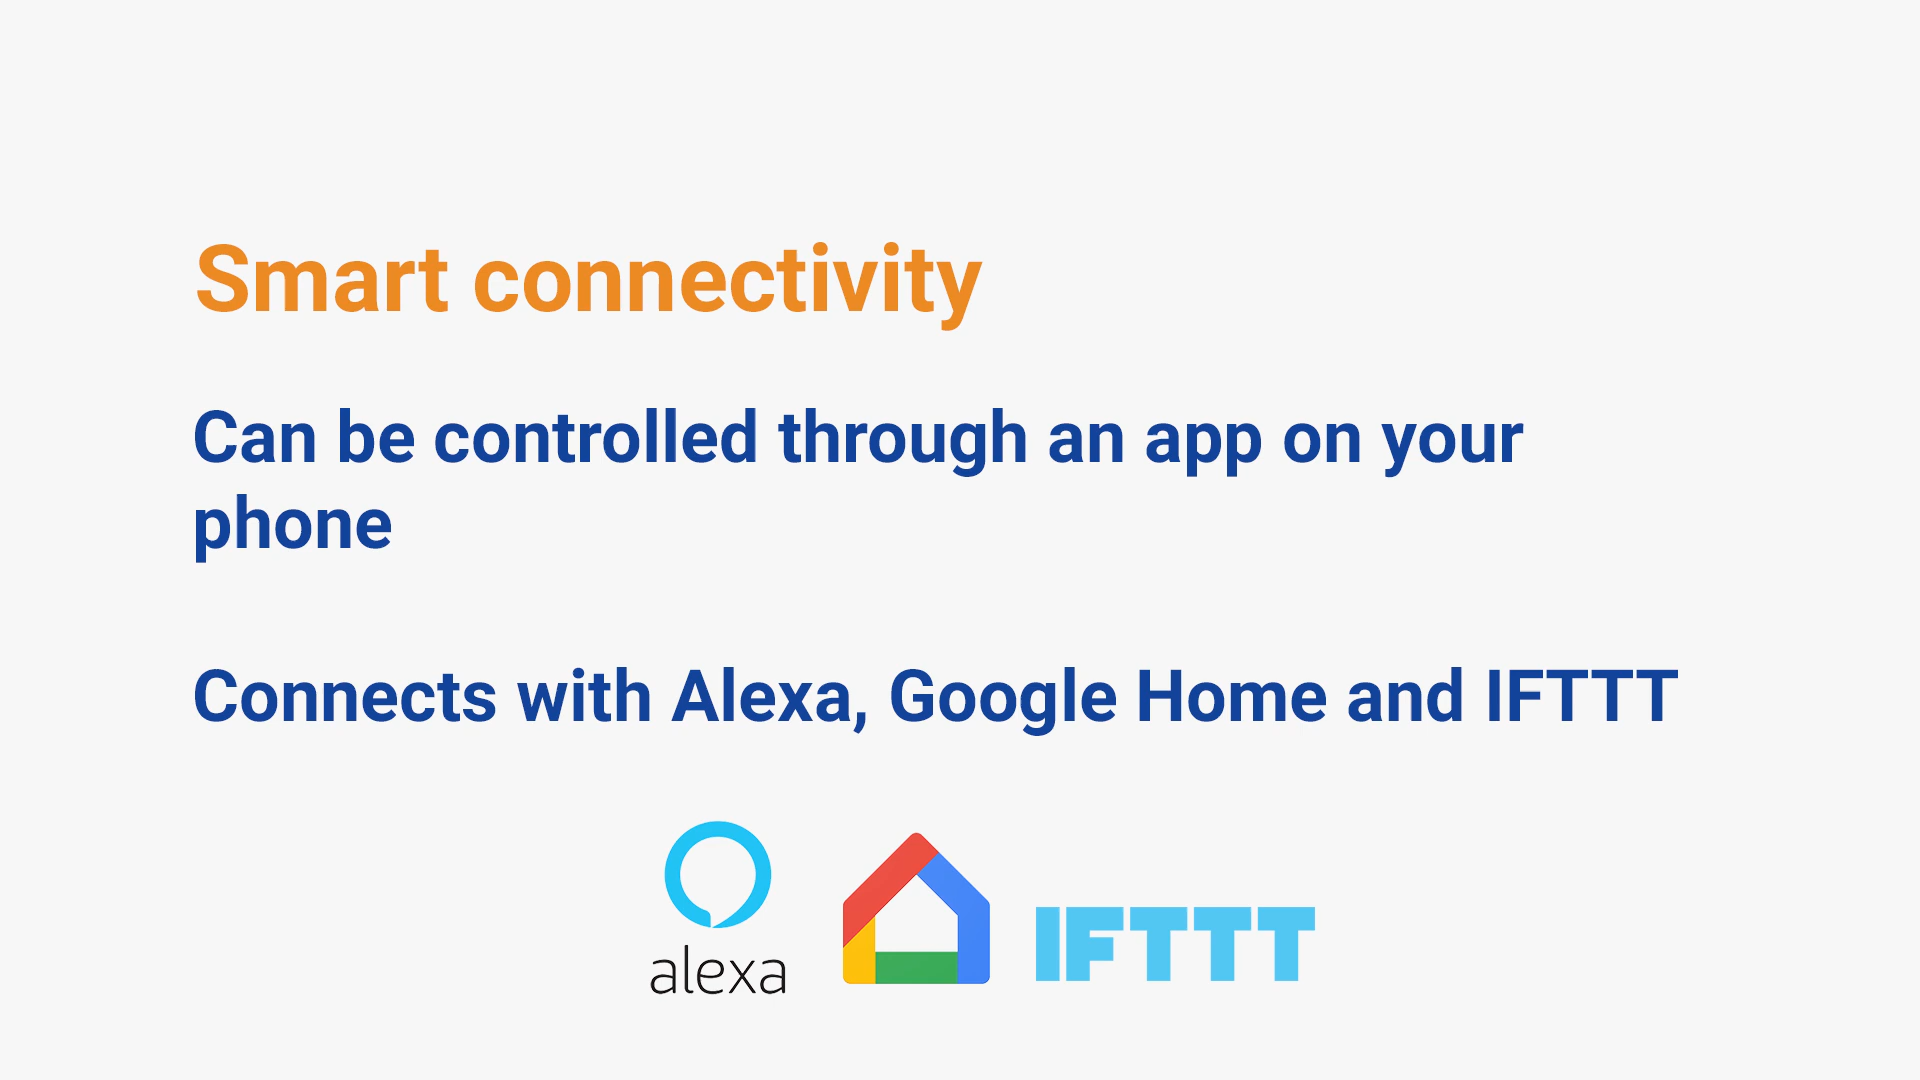 Smart connectivity
Can be controlled through an app on your
phone
Connects with Alexa, Google Home and IFTTT
alexa
IFTTT